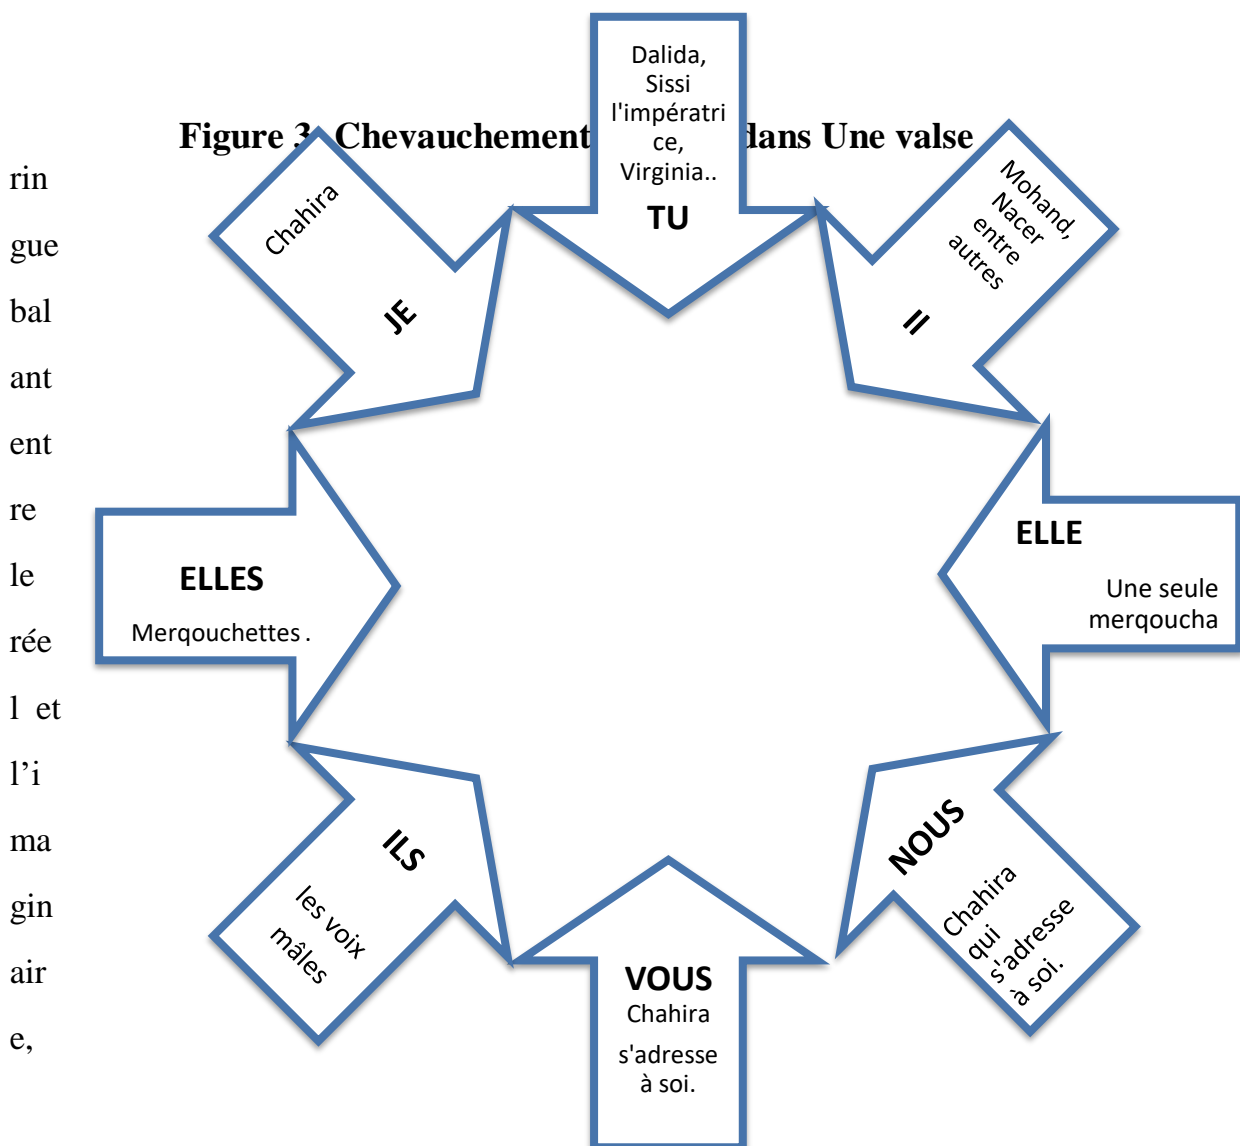 Figure 3 Chevauchement dans Une valse
rin
gue
bal
ant
ent
re
le
rée
l et
l’i
ma
gin
air
e,
Dalida,
Sissi
l'impératri
ce,
Virginia..
TU
Mohand,
Nacer
entre
autres
Il
ELLE
Une seule
merqoucha
NOUS
Chahira
qui
s'adresse
à soi.
VOUS
Chahira
s'adresse
à soi.
ILS
les voix
mâles
ELLES
Merqouchettes .
Chahira
JE